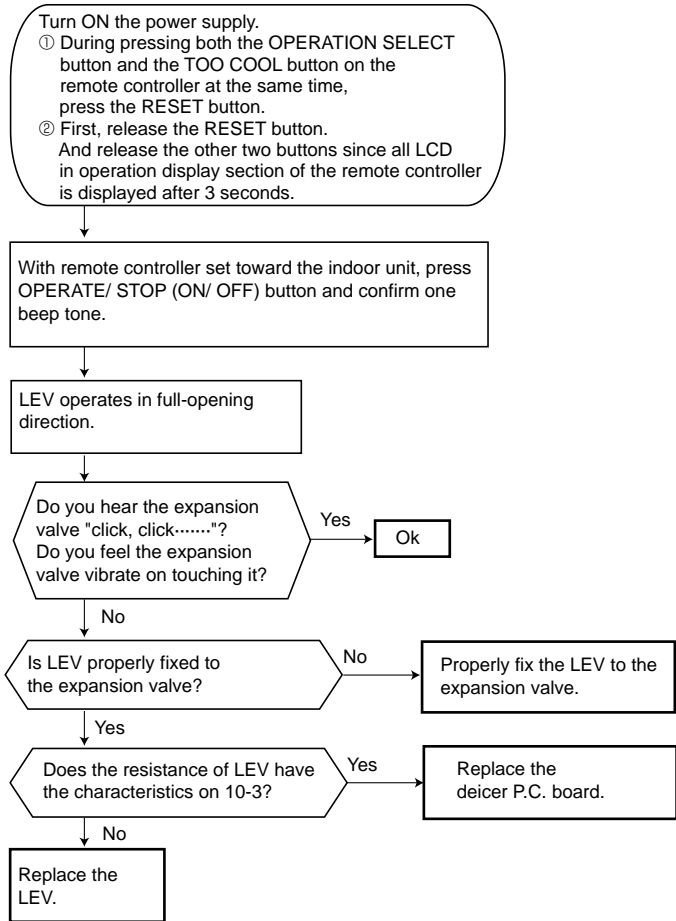 Turn ON the power supply.
① During pressing both the OPERATION SELECT
button and the TOO COOL button on the
remote controller at the same time,
press the RESET button.
② First, release the RESET button.
And release the other two buttons since all LCD
in operation display section of the remote controller
is displayed after 3 seconds.
With remote controller set toward the indoor unit, press
OPERATE/ STOP (ON/ OFF) button and confirm one
beep tone.
LEV operates in full-opening
direction.
Do you hear the expansion
valve "click, click·······"?
Do you feel the expansion
valve vibrate on touching it?
Yes
Ok
No
Is LEV properly fixed to
the expansion valve?
No
Properly fix the LEV to the
expansion valve.
Yes
Does the resistance of LEV have
the characteristics on 10-3?
Yes
Replace the
deicer P.C. board.
No
Replace the
LEV.